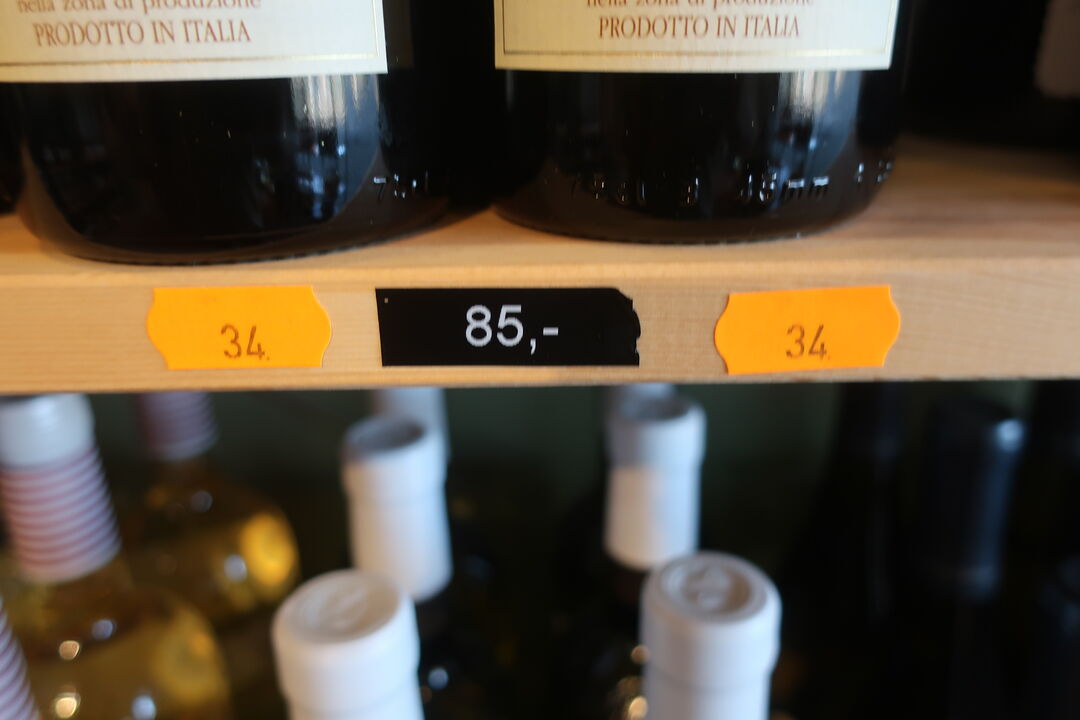 nella zona di produzione
PRODOTTO IN ITALIA
nella zona di produzione
PRODOTTO IN ITALIA
34
85,-
34